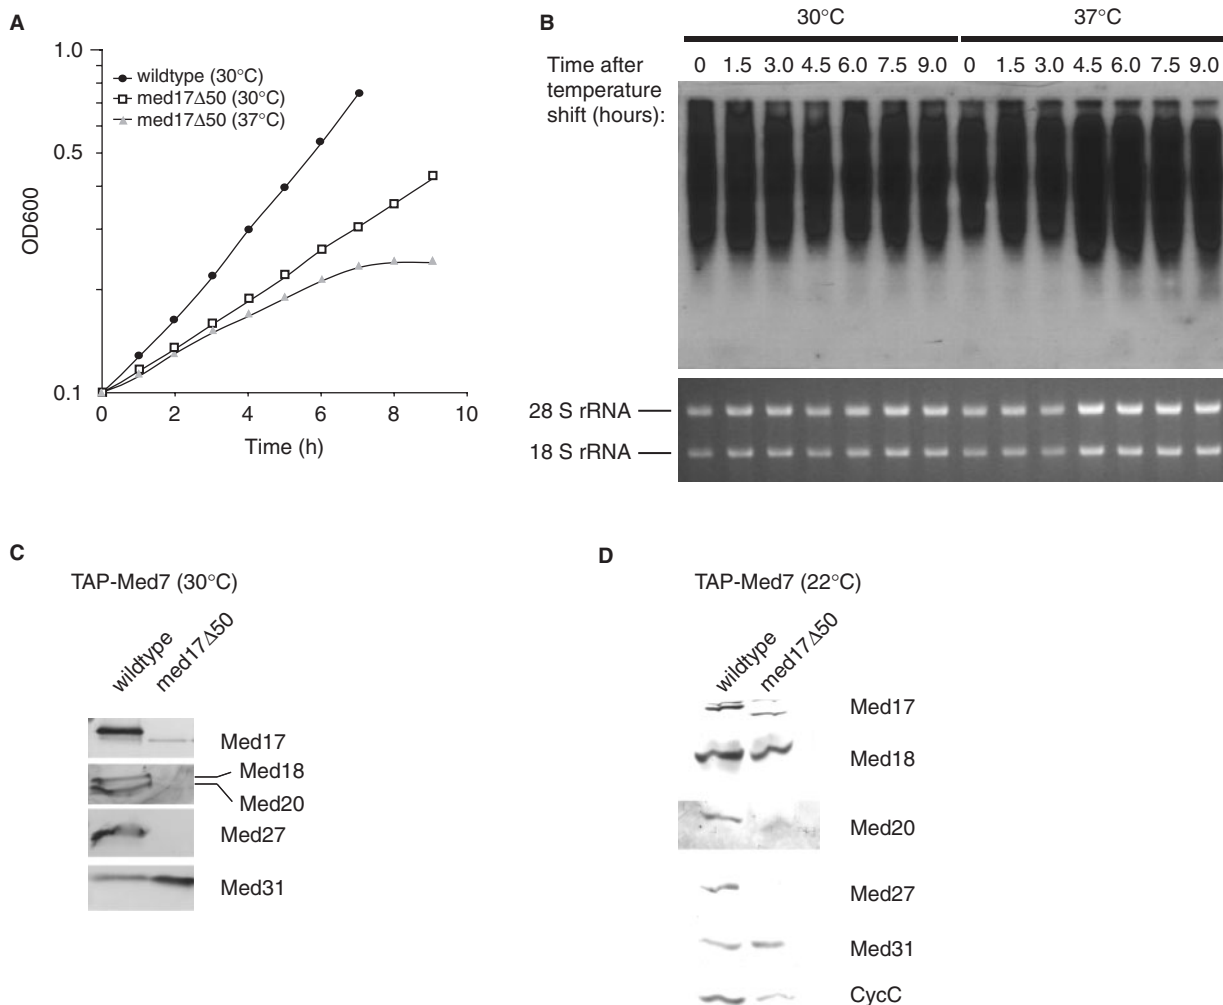 A
1.0
0.5
0.1
OD600
wildtype (30°C)
med17Δ50 (30°C)
med17Δ50 (37°C)
0
2
4
6
8
10
Time (h)
B
30°C
37°C
Time after
temperature
shift (hours):
0 1.5 3.0 4.5 6.0 7.5 9.0 0 1.5 3.0 4.5 6.0 7.5 9.0
28 S rRNA
18 S rRNA
C
TAP-Med7 (30°C)
wildtype
med17Δ50
Med17
Med18
Med20
Med27
Med31
D
TAP-Med7 (22°C)
wildtype
med17Δ50
Med17
Med18
Med20
Med27
Med31
CycC